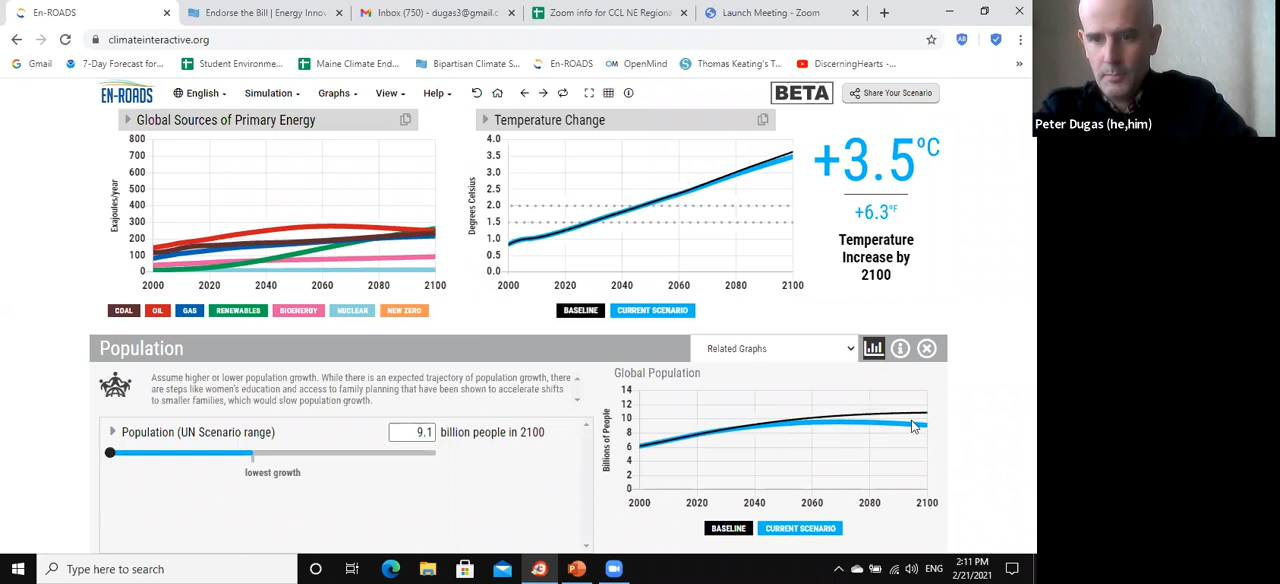 En-ROADS
Endorse the Bill | Energy Innov
Inbox (750) - dugas3@gmail.c
Zoom info for CCL NE Regiona
Launch Meeting - Zoom
climateinteractive.org
Gmail
7-Day Forecast for...
Student Environme...
Maine Climate End...
Bipartisan Climate S...
En-ROADS
OM OpenMind
Thomas Keating's T...
DiscerningHearts -...
»
EN-ROADS
English
Simulation
Graphs
View
Help
BETA
Share Your Scenario
Global Sources of Primary Energy
800
700
600
500
400
300
200
100
0
Exajoules/year
2000 2020 2040 2060 2080 2100
COAL OIL GAS RENEWABLES BIOENERGY NUCLEAR NEW ZERO
Temperature Change
4.0
3.5
3.0
2.5
2.0
1.5
1.0
0.5
0.0
Degrees Celsius
2000 2020 2040 2060 2080 2100
BASELINE CURRENT SCENARIO
+3.5°C
+6.3°F
Temperature
Increase by
2100
Population
Related Graphs
Assume higher or lower population growth. While there is an expected trajectory of population growth, there
are steps like women's education and access to family planning that have been shown to accelerate shifts
to smaller families, which would slow population growth.
Population (UN Scenario range) 9.1 billion people in 2100
lowest growth
Global Population
14
12
10
8
6
4
2
0
Billions of People
2000 2020 2040 2060 2080 2100
BASELINE CURRENT SCENARIO
Type here to search
ENG
2:11 PM
2/21/2021
Peter Dugas (he,him)